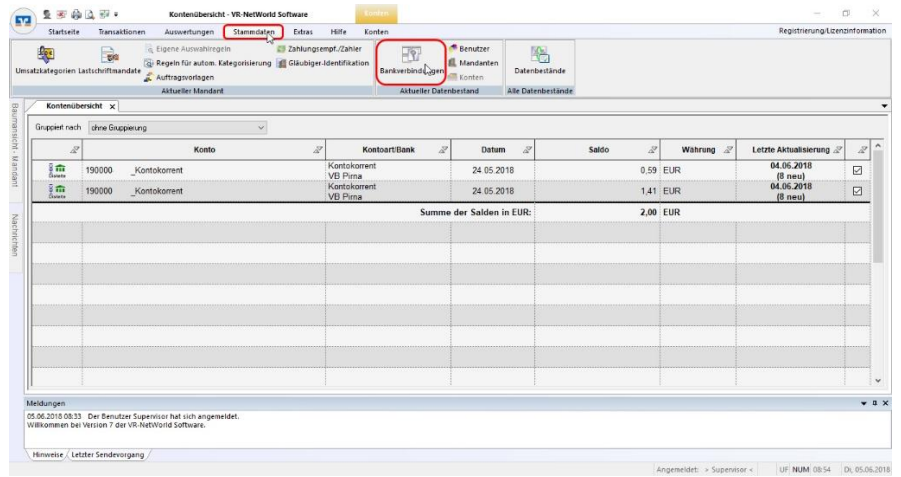 Kontenübersicht - VR-NetWorld Software
Konten
Startseite Transaktionen Auswertungen Stammdaten Extras Hilfe Konten
Registrierung/Lizenzinformation
Umsatzkategorien Lastschriftmandate
Eigene Auswahlregeln
Regeln für autom. Kategorisierung
Auftragsvorlagen
Zahlungsempf./Zahler
Gläubiger-Identifikation
Aktueller Mandant
Bankverbindungen
Benutzer
Mandanten
Konten
Aktueller Datenbestand
Datenbestände
Alle Datenbestände
Baumansicht - Mandant
Nachrichten
Kontenübersicht x
Gruppiert nach ohne Gruppierung
Konto Kontoart/Bank Datum Saldo Währung Letzte Aktualisierung
190000 _Kontokorrent Kontokorrent VB Pirna 24.05.2018 0,59 EUR 04.06.2018 (8 neu)
190000 _Kontokorrent Kontokorrent VB Pirna 24.05.2018 1,41 EUR 04.06.2018 (8 neu)
Summe der Salden in EUR: 2,00 EUR
Meldungen
05.06.2018 08:33 Der Benutzer Supervisor hat sich angemeldet.
Willkommen bei Version 7 der VR-NetWorld Software.
Hinweise Letzter Sendevorgang
Angemeldet: > Supervisor < UF NUM 08:54 Di, 05.06.2018